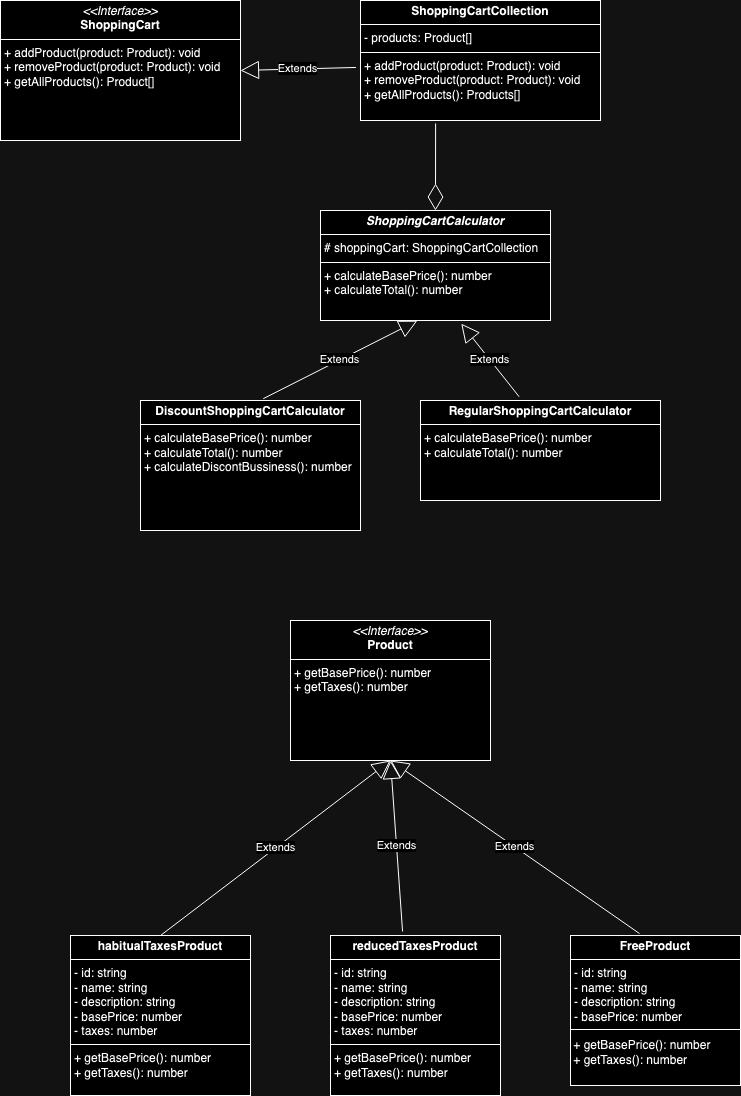 <<Interface>>
ShoppingCart
+ addProduct(product: Product): void
+ removeProduct(product: Product): void
+ getAllProducts(): Product[]
Extends
ShoppingCartCollection
- products: Product[]
+ addProduct(product: Product): void
+ removeProduct(product: Product): void
+ getAllProducts(): Products[]
ShoppingCartCalculator
# shoppingCart: ShoppingCartCollection
+ calculateBasePrice(): number
+ calculateTotal(): number
Extends
Extends
DiscountShoppingCartCalculator
+ calculateBasePrice(): number
+ calculateTotal(): number
+ calculateDiscontBussiness(): number
RegularShoppingCartCalculator
+ calculateBasePrice(): number
+ calculateTotal(): number
<<Interface>>
Product
+ getBasePrice(): number
+ getTaxes(): number
Extends
Extends
Extends
habitualTaxesProduct
- id: string
- name: string
- description: string
- basePrice: number
- taxes: number
+ getBasePrice(): number
+ getTaxes(): number
reducedTaxesProduct
- id: string
- name: string
- description: string
- basePrice: number
- taxes: number
+ getBasePrice(): number
+ getTaxes(): number
FreeProduct
- id: string
- name: string
- description: string
- basePrice: number
+ getBasePrice(): number
+ getTaxes(): number